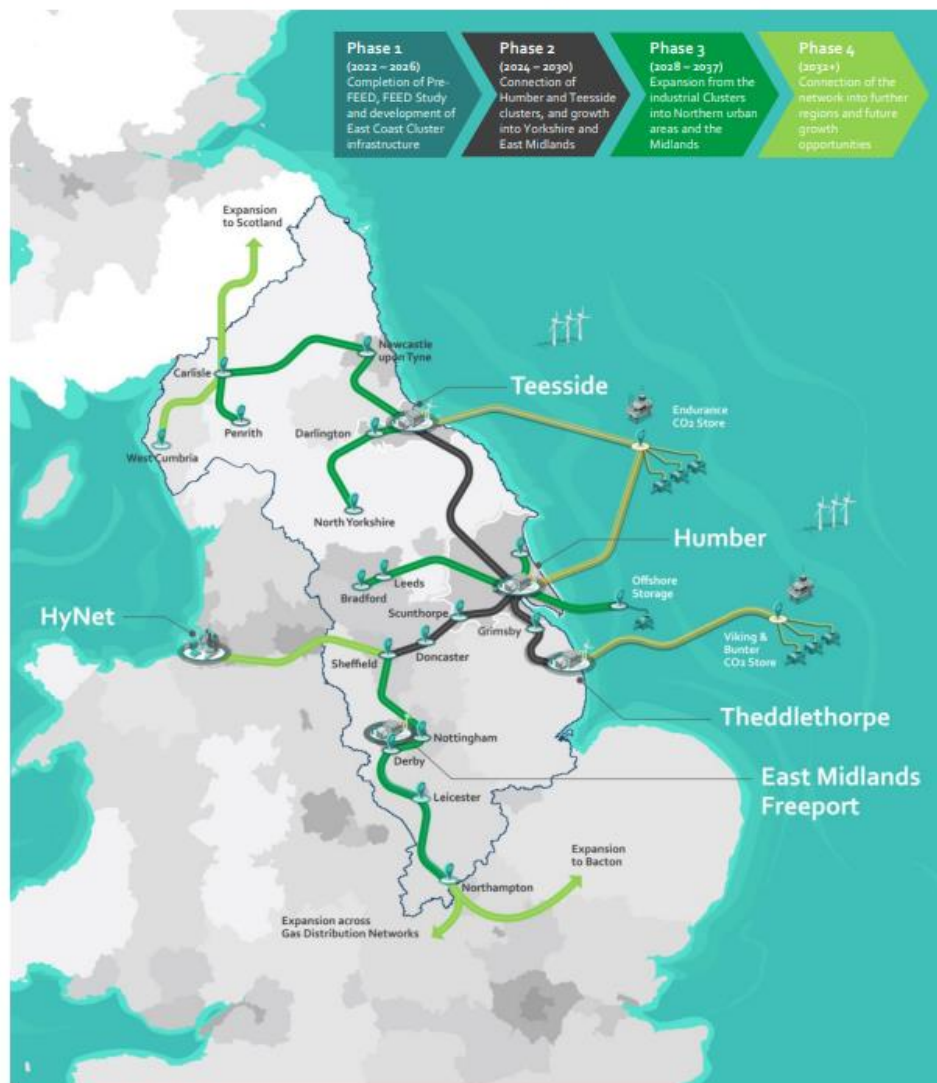 Phase 1
(2022 – 2026)
Completion of Pre-
FEED, FEED Study
and development of
East Coast Cluster
infrastructure
Phase 2
(2024 – 2030)
Connection of
Humber and Teesside
clusters, and growth
into Yorkshire and
East Midlands
Phase 3
(2028 – 2037)
Expansion from the
industrial Clusters
into Northern urban
areas and the
Midlands
Phase 4
(2032+)
Connection of the
network into further
regions and future
growth
opportunities
Expansion
to Scotland
Newcastle
upon Tyne
Carlisle
Teesside
Penrith
Darlington
Endurance
CO2 Store
West Cumbria
North Yorkshire
Humber
Leeds
Bradford
Offshore
Storage
HyNet
Scunthorpe
Grimsby
Doncaster
Sheffield
Viking &
Bunter
CO2 Store
Theddlethorpe
Nottingham
Derby
East Midlands
Freeport
Leicester
Expansion
to Bacton
Northampton
Expansion across
Gas Distribution Networks